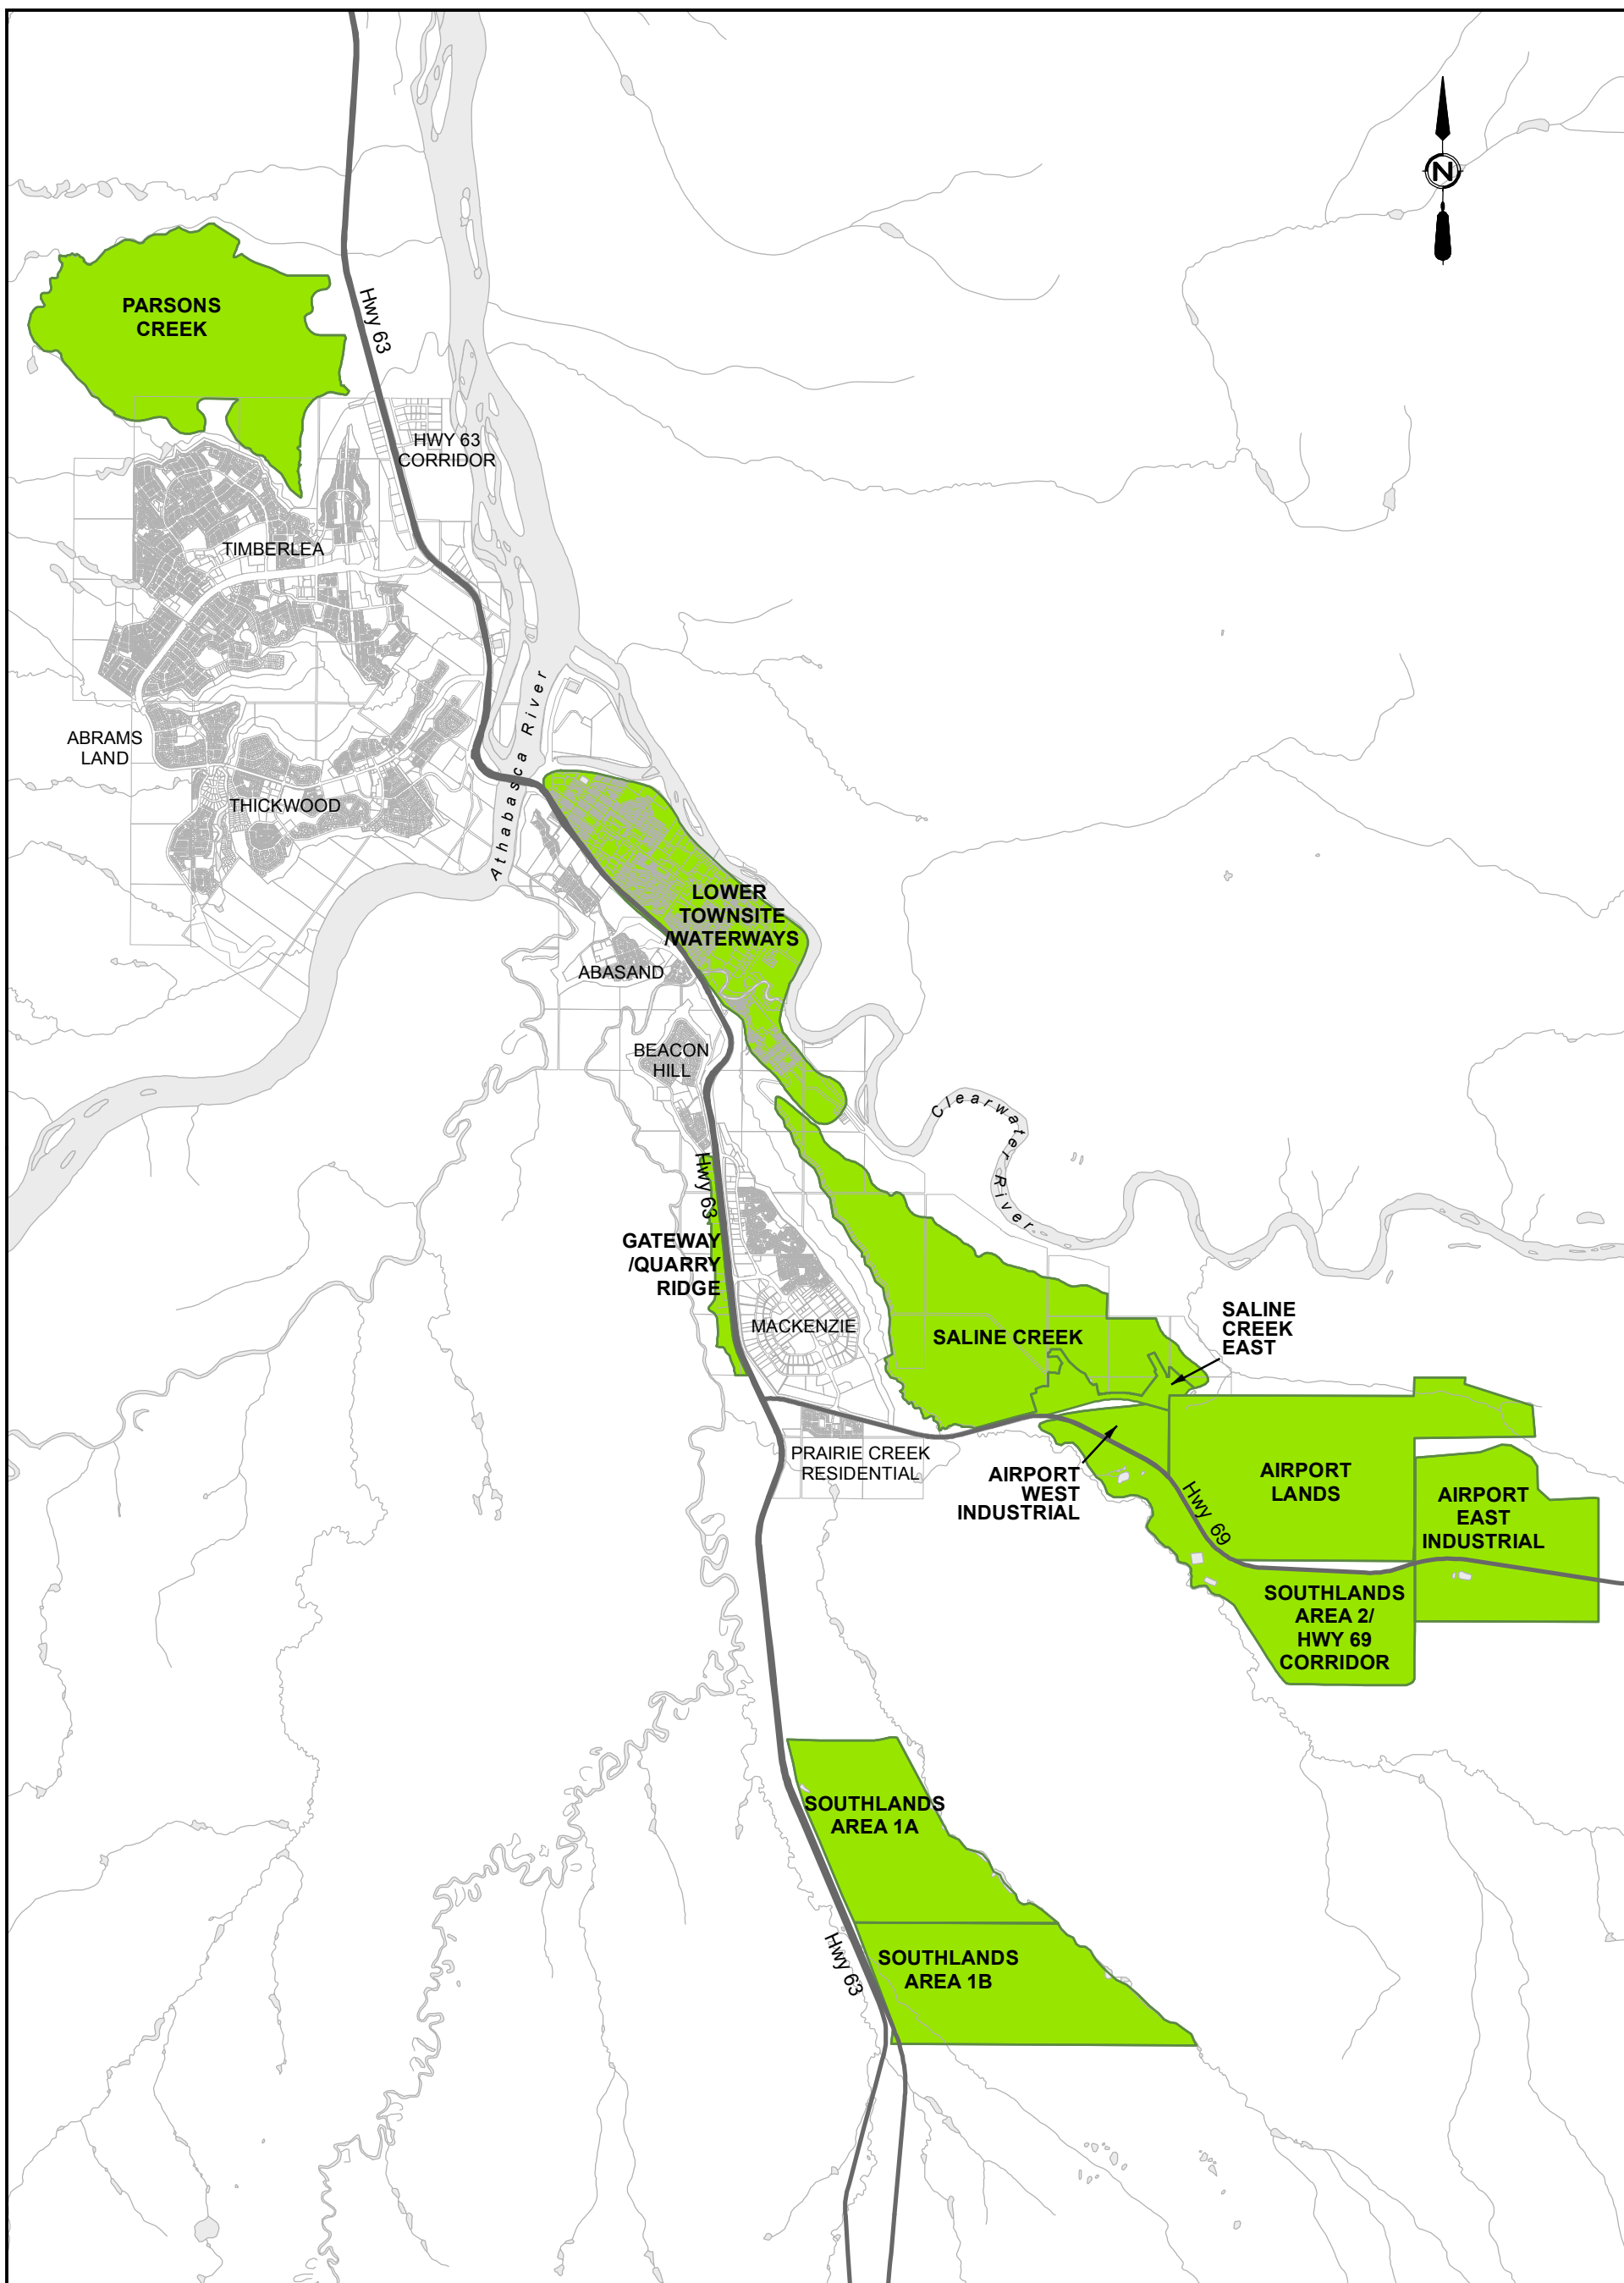 N
PARSONS
CREEK
Hwy 63
HWY 63
CORRIDOR
TIMBERLEA
Athabasca River
ABRAMS
LAND
THICKWOOD
LOWER
TOWNSITE
/WATERWAYS
ABASAND
BEACON
HILL
Clearwater River
Hwy 63
GATEWAY
/QUARRY
RIDGE
MACKENZIE
SALINE CREEK
SALINE
CREEK
EAST
PRAIRIE CREEK
RESIDENTIAL
AIRPORT
WEST
INDUSTRIAL
Hwy 69
AIRPORT
LANDS
AIRPORT
EAST
INDUSTRIAL
SOUTHLANDS
AREA 2/
HWY 69
CORRIDOR
SOUTHLANDS
AREA 1A
Hwy 63
SOUTHLANDS
AREA 1B